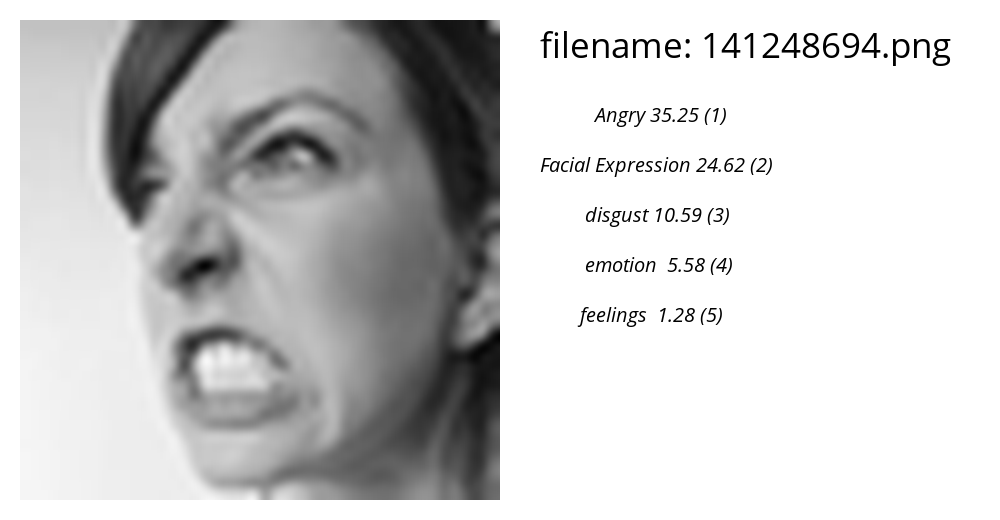 filename: 141248694.png
Angry 35.25 (1)
Facial Expression 24.62 (2)
disgust 10.59 (3)
emotion 5.58 (4)
feelings 1.28 (5)